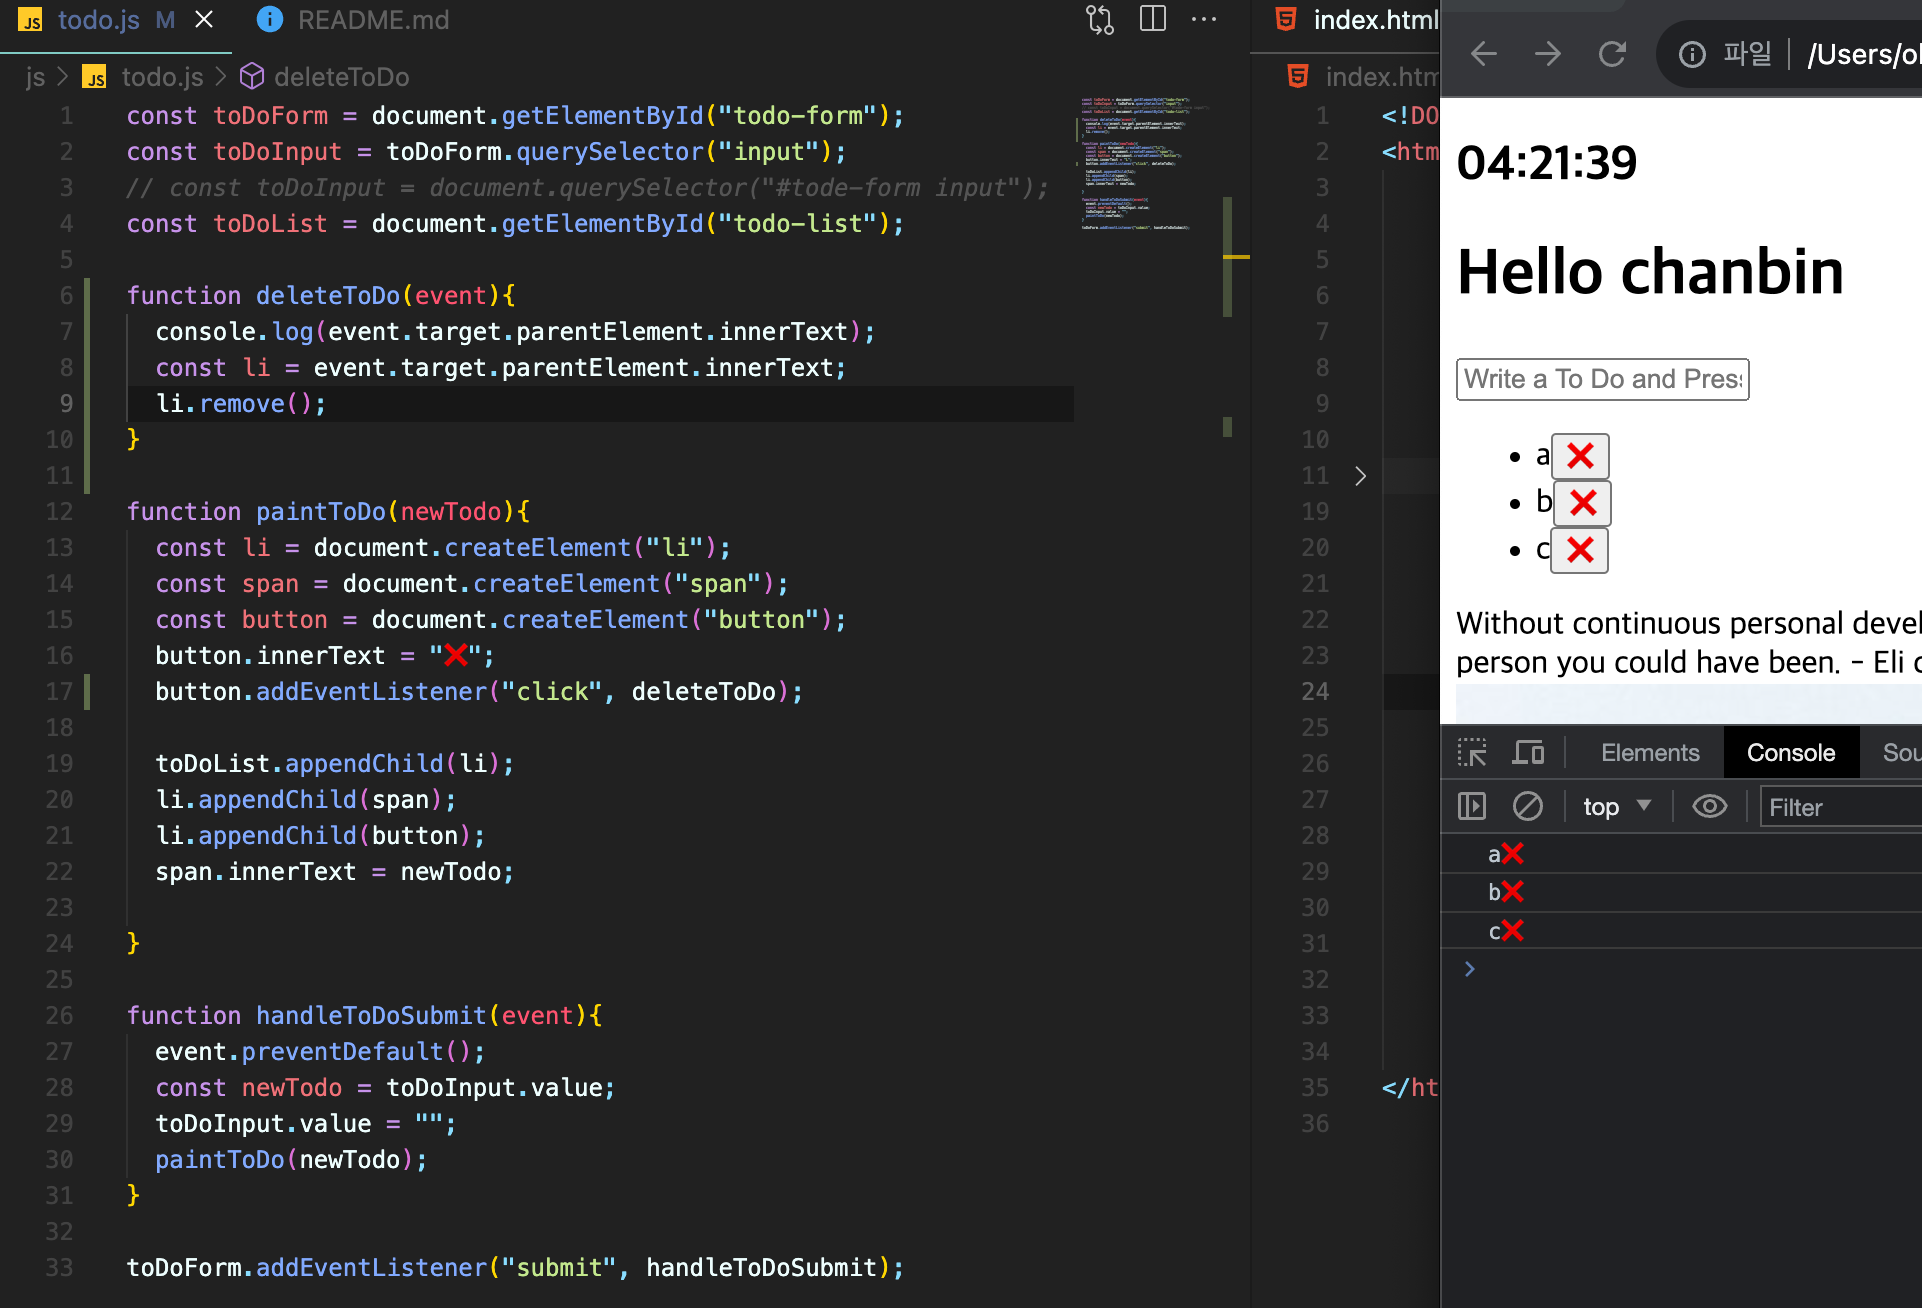 todo.js M
README.md
js > todo.js > deleteToDo
1 const toDoForm = document.getElementById("todo-form");
2 const toDoInput = toDoForm.querySelector("input");
3 // const toDoInput = document.querySelector("#tode-form input");
4 const toDoList = document.getElementById("todo-list");
5
6 function deleteToDo(event){
7 console.log(event.target.parentElement.innerText);
8 const li = event.target.parentElement.innerText;
9 li.remove();
10 }
11
12 function paintToDo(newTodo){
13 const li = document.createElement("li");
14 const span = document.createElement("span");
15 const button = document.createElement("button");
16 button.innerText = "❌";
17 button.addEventListener("click", deleteToDo);
18
19 toDoList.appendChild(li);
20 li.appendChild(span);
21 li.appendChild(button);
22 span.innerText = newTodo;
23
24 }
25
26 function handleToDoSubmit(event){
27 event.preventDefault();
28 const newTodo = toDoInput.value;
29 toDoInput.value = "";
30 paintToDo(newTodo);
31 }
32
33 toDoForm.addEventListener("submit", handleToDoSubmit);
index.html
index.htm
1 <!DO
2 <htm
3
4
5
6
7
8
9
10
11
19
20
21
22
23
24
25
26
27
28
29
30
31
32
33
34
35 </ht
36
파일 /Users/ol
04:21:39
Hello chanbin
Write a To Do and Pres
a❌
b❌
c❌
Without continuous personal devel
person you could have been. - Eli
Elements Console Sou
top Filter
a❌
b❌
c❌